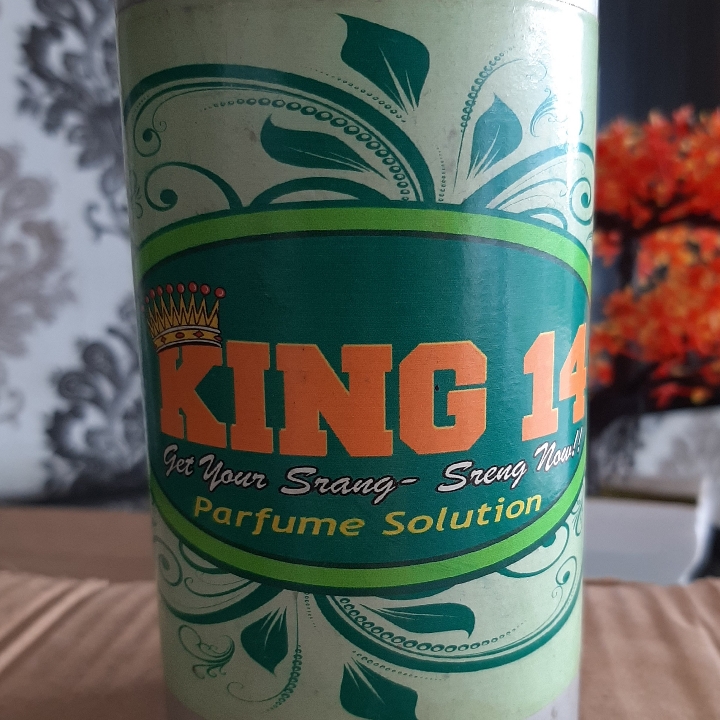 KING 14
Get Your Srang- Sreng Now!!
Parfume Solution